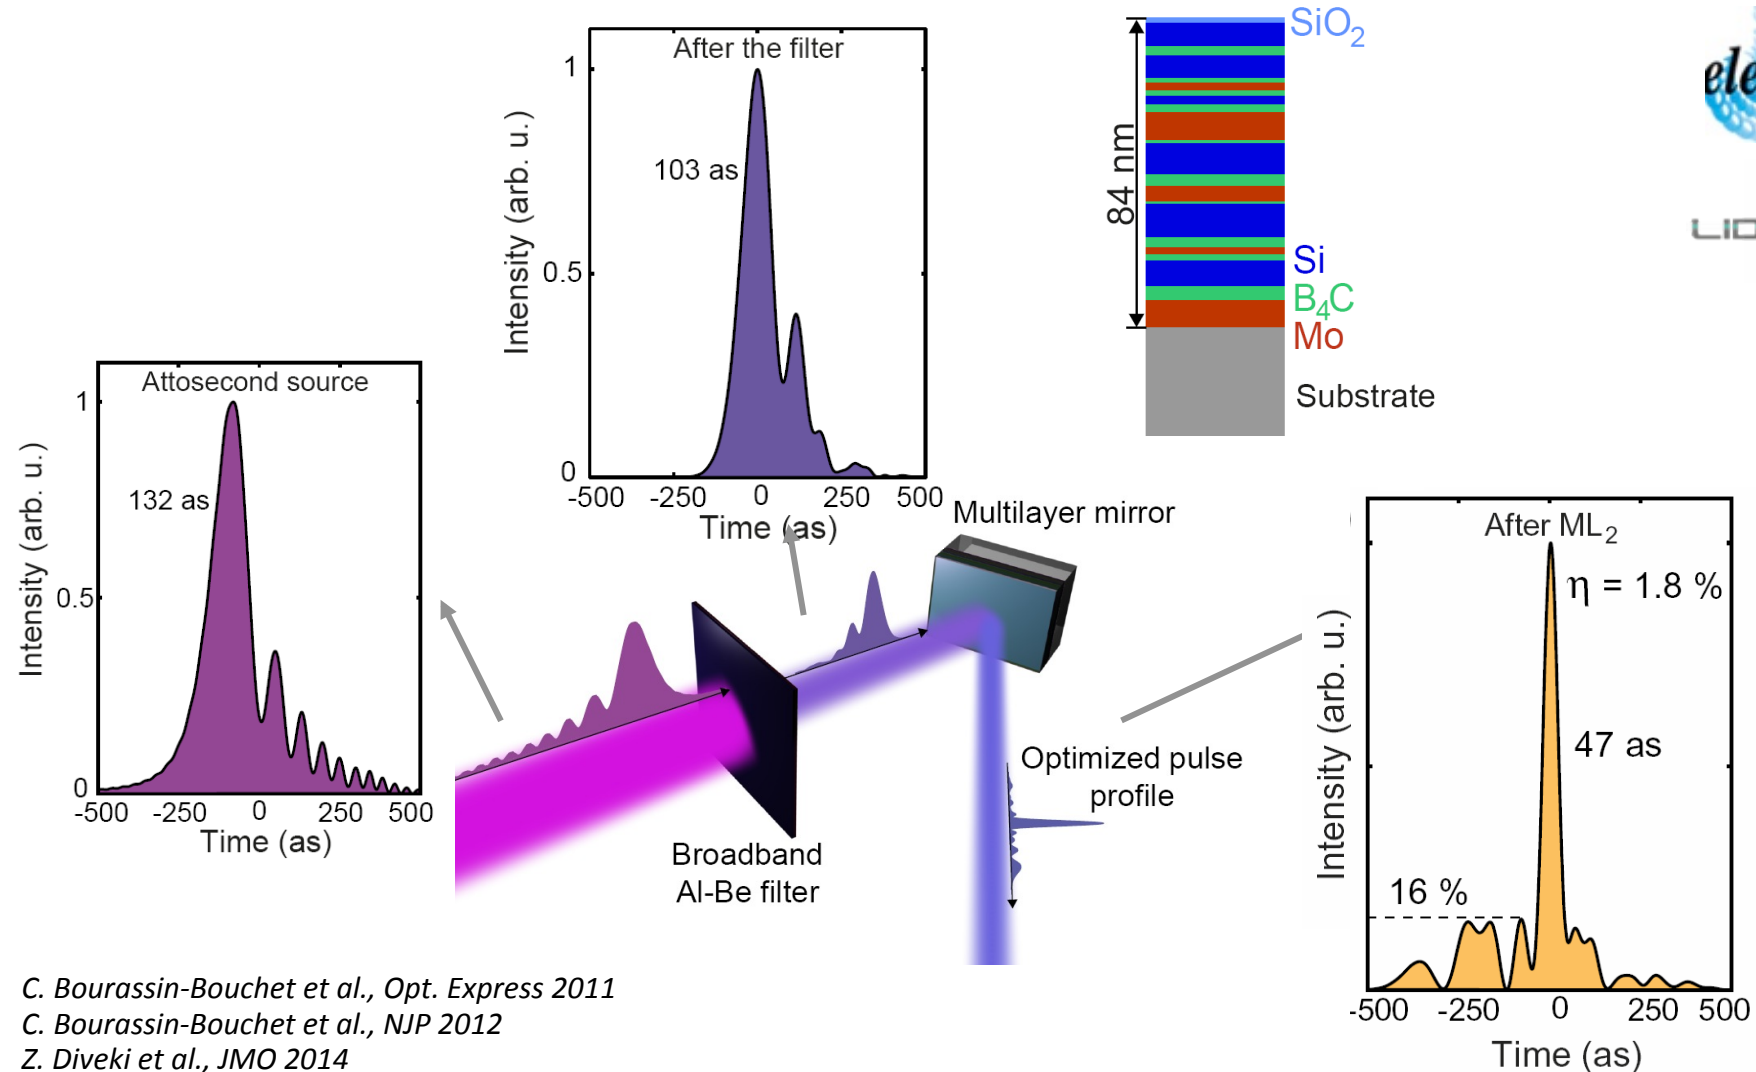 After the filter
1
103 as
0.5
0
-500 -250 0 250 500
Time (as)
Intensity (arb. u.)
SiO2
84 nm
Si
B4C
Mo
Substrate
Attosecond source
1
132 as
0.5
0
-500 -250 0 250 500
Time (as)
Intensity (arb. u.)
Multilayer mirror
Broadband
Al-Be filter
Optimized pulse
profile
After ML2
η = 1.8 %
47 as
16 %
-500 -250 0 250 500
Time (as)
Intensity (arb. u.)
C. Bourassin-Bouchet et al., Opt. Express 2011
C. Bourassin-Bouchet et al., NJP 2012
Z. Diveki et al., JMO 2014